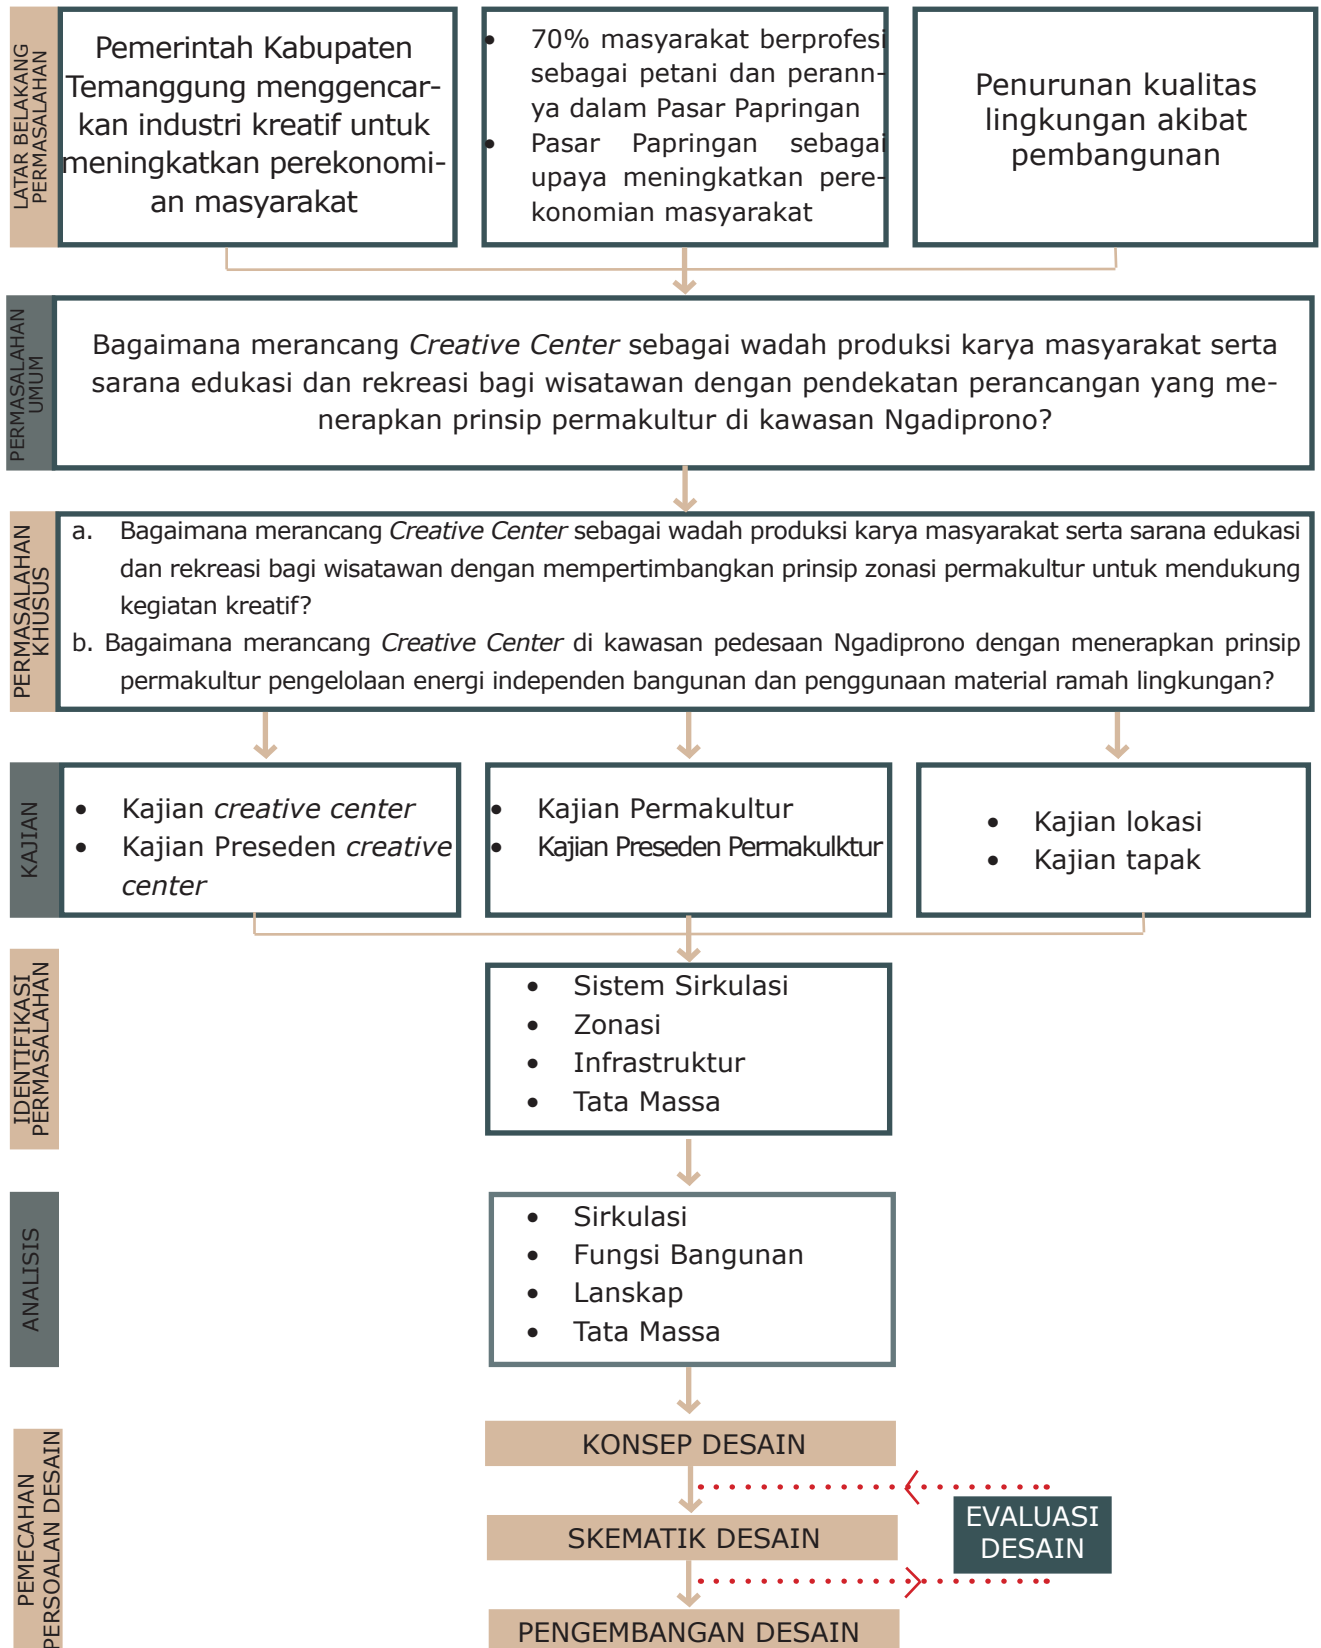 LATAR BELAKANG
PERMASALAHAN
Pemerintah Kabupaten
Temanggung menggencar-
kan industri kreatif untuk
meningkatkan perekonomi-
an masyarakat
• 70% masyarakat berprofesi
sebagai petani dan perann-
ya dalam Pasar Papringan
• Pasar Papringan sebagai
upaya meningkatkan pere-
konomian masyarakat
Penurunan kualitas
lingkungan akibat
pembangunan
PERMASALAHAN
UMUM
Bagaimana merancang Creative Center sebagai wadah produksi karya masyarakat serta
sarana edukasi dan rekreasi bagi wisatawan dengan pendekatan perancangan yang me-
nerapkan prinsip permakultur di kawasan Ngadiprono?
PERMASALAHAN
KHUSUS
a. Bagaimana merancang Creative Center sebagai wadah produksi karya masyarakat serta sarana edukasi
dan rekreasi bagi wisatawan dengan mempertimbangkan prinsip zonasi permakultur untuk mendukung
kegiatan kreatif?
b. Bagaimana merancang Creative Center di kawasan pedesaan Ngadiprono dengan menerapkan prinsip
permakultur pengelolaan energi independen bangunan dan penggunaan material ramah lingkungan?
KAJIAN
• Kajian creative center
• Kajian Preseden creative
center
• Kajian Permakultur
• Kajian Preseden Permakulktur
• Kajian lokasi
• Kajian tapak
IDENTIFIKASI
PERMASALAHAN
• Sistem Sirkulasi
• Zonasi
• Infrastruktur
• Tata Massa
ANALISIS
• Sirkulasi
• Fungsi Bangunan
• Lanskap
• Tata Massa
PEMECAHAN
PERSOALAN DESAIN
KONSEP DESAIN
SKEMATIK DESAIN
EVALUASI
DESAIN
PENGEMBANGAN DESAIN